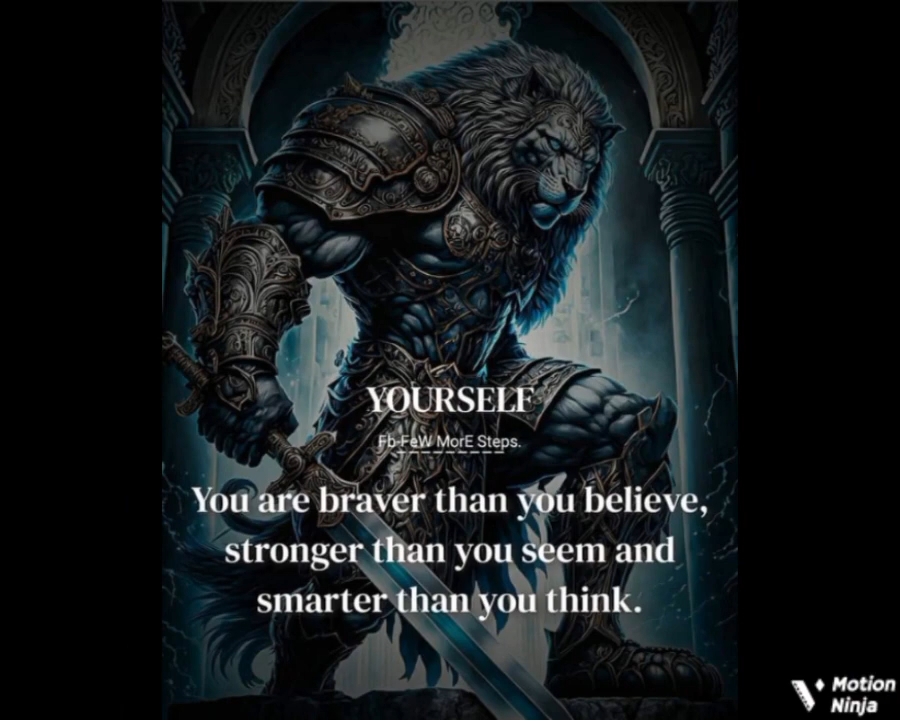 YOURSELF
Fb-FeW MorE Steps.
You are braver than you believe,
stronger than you seem and
smarter than you think.
Motion
Ninja